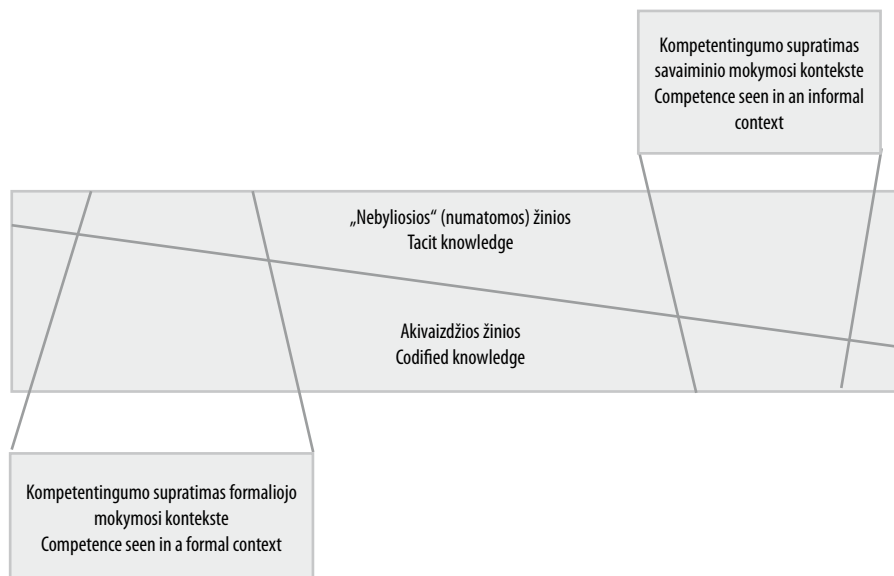 Kompetentingumo supratimas
savaiminio mokymosi kontekste
Competence seen in an informal
context
„Nebyliosios“ (numatomos) žinios
Tacit knowledge
Akivaizdžios žinios
Codified knowledge
Kompetentingumo supratimas formaliojo
mokymosi kontekste
Competence seen in a formal context